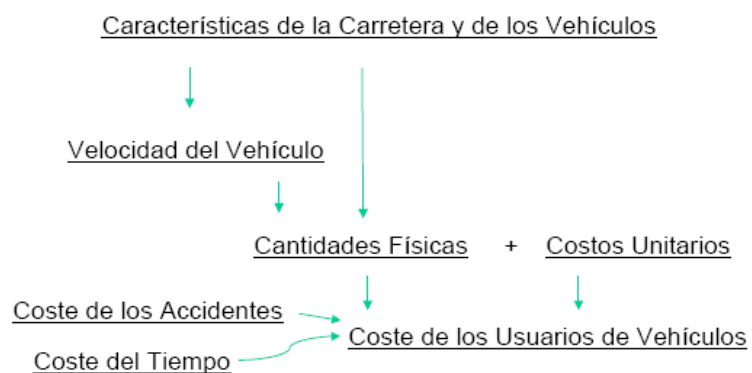 Características de la Carretera y de los Vehículos
Velocidad del Vehículo
Cantidades Físicas + Costos Unitarios
Coste de los Accidentes
Coste de los Usuarios de Vehículos
Coste del Tiempo